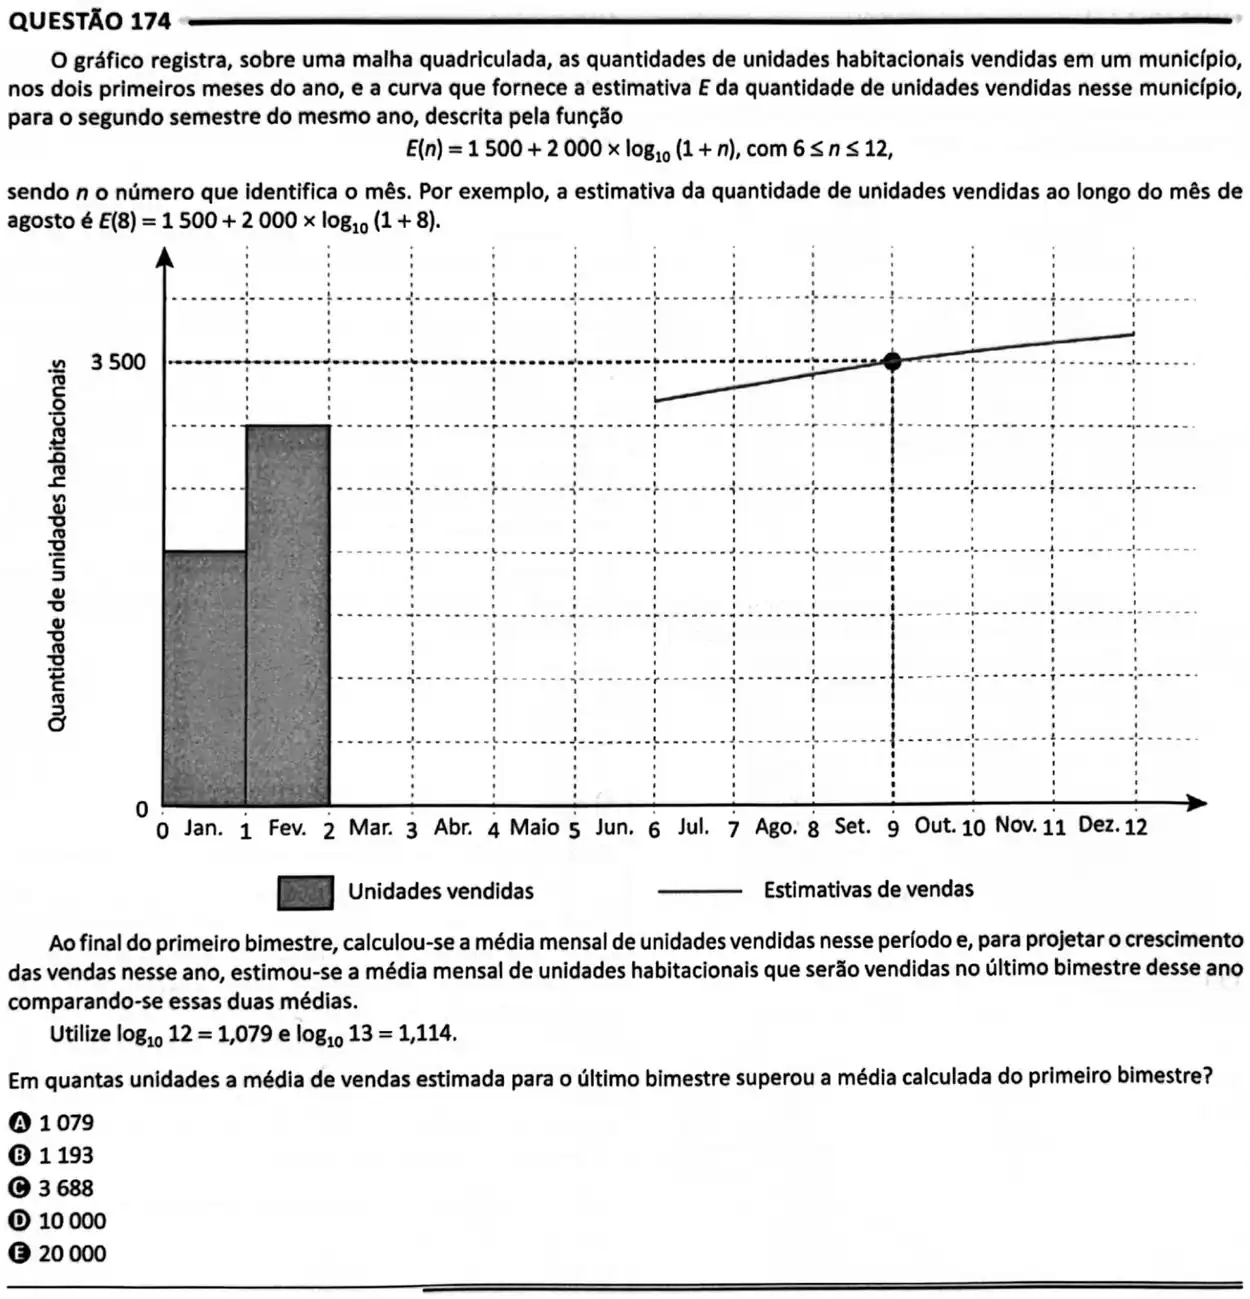 QUESTÃO 174
O gráfico registra, sobre uma malha quadriculada, as quantidades de unidades habitacionais vendidas em um município,
nos dois primeiros meses do ano, e a curva que fornece a estimativa E da quantidade de unidades vendidas nesse município,
para o segundo semestre do mesmo ano, descrita pela função
E(n) = 1 500 + 2 000 × log₁₀ (1 + n), com 6 ≤ n ≤ 12,
sendo n o número que identifica o mês. Por exemplo, a estimativa da quantidade de unidades vendidas ao longo do mês de
agosto é E(8) = 1 500 + 2 000 × log₁₀ (1 + 8).
Quantidade de unidades habitacionais
3 500
0
0 Jan. 1 Fev. 2 Mar. 3 Abr. 4 Maio 5 Jun. 6 Jul. 7 Ago. 8 Set. 9 Out. 10 Nov. 11 Dez. 12
Unidades vendidas
Estimativas de vendas
Ao final do primeiro bimestre, calculou-se a média mensal de unidades vendidas nesse período e, para projetar o crescimento
das vendas nesse ano, estimou-se a média mensal de unidades habitacionais que serão vendidas no último bimestre desse ano
comparando-se essas duas médias.
Utilize log₁₀ 12 = 1,079 e log₁₀ 13 = 1,114.
Em quantas unidades a média de vendas estimada para o último bimestre superou a média calculada do primeiro bimestre?
A 1 079
B 1 193
C 3 688
D 10 000
E 20 000